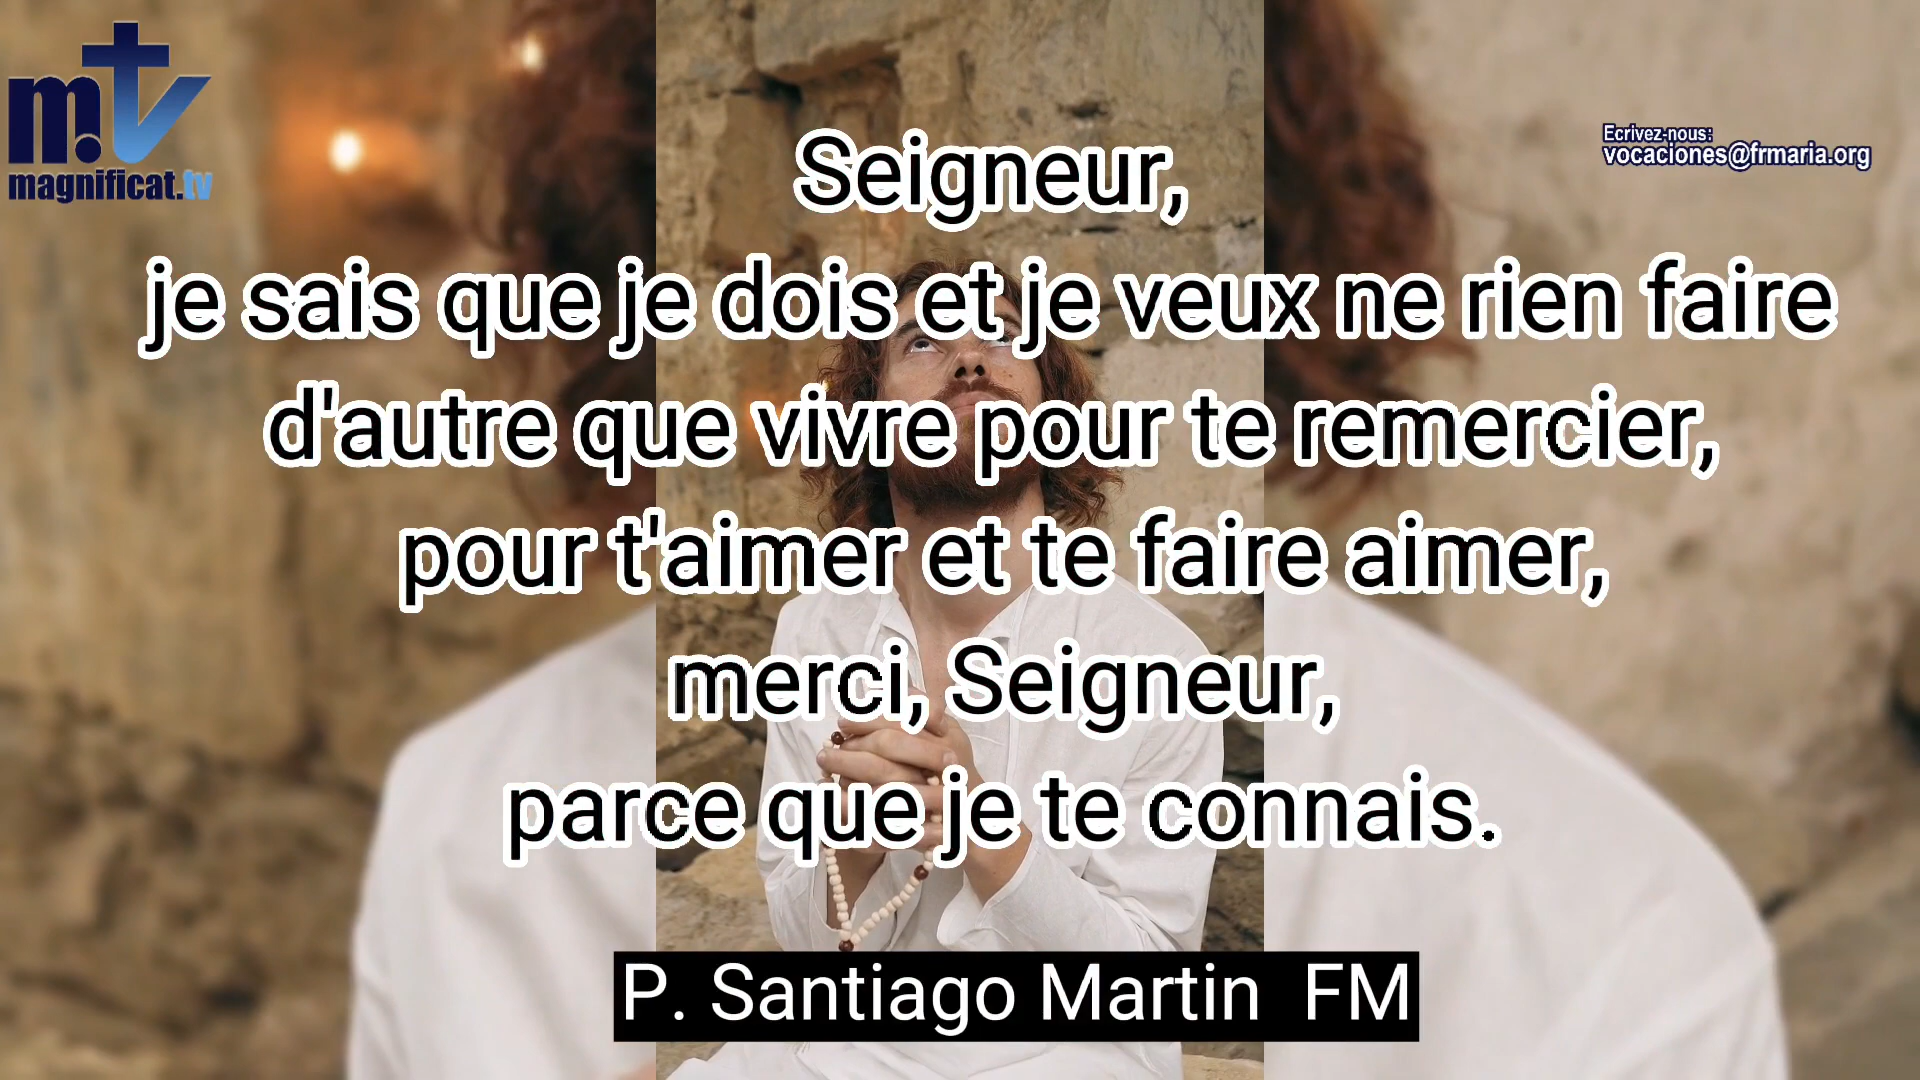 m.tv
magnificat.tv
Ecrivez-nous:
vocaciones@frmaria.org
Seigneur,
je sais que je dois et je veux ne rien faire
d'autre que vivre pour te remercier,
pour t'aimer et te faire aimer,
merci, Seigneur,
parce que je te connais.
P. Santiago Martin FM